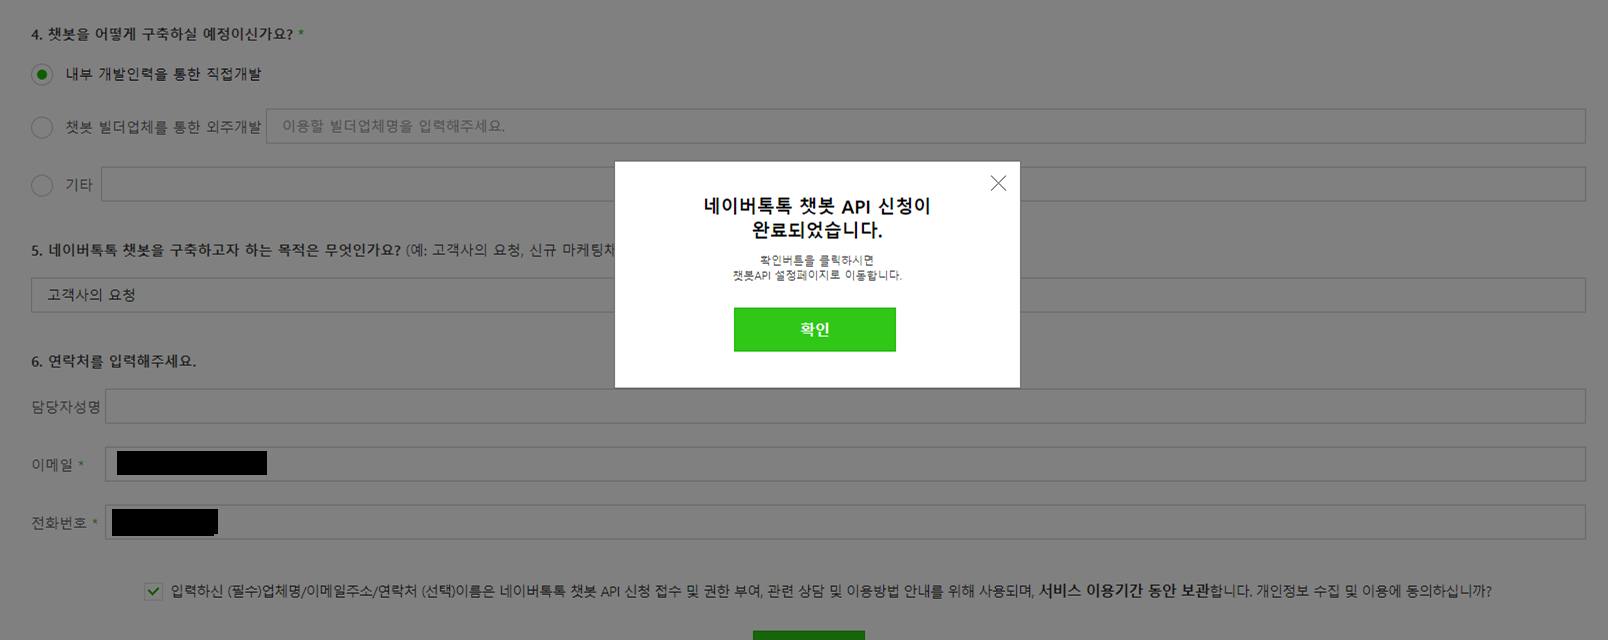 4. 챗봇을 어떻게 구축하실 예정이신가요? *
내부 개발인력을 통한 직접개발
챗봇 빌더업체를 통한 외주개발 이용할 빌더업체명을 입력해주세요.
기타
네이버톡톡 챗봇 API 신청이
완료되었습니다.
확인버튼을 클릭하시면
챗봇API 설정페이지로 이동합니다.
확인
5. 네이버톡톡 챗봇을 구축하고자 하는 목적은 무엇인가요? (예: 고객사의 요청, 신규 마케팅채
고객사의 요청
6. 연락처를 입력해주세요.
담당자성명
이메일 *
전화번호 *
입력하신 (필수)업체명/이메일주소/연락처 (선택)이름은 네이버톡톡 챗봇 API 신청 접수 및 권한 부여, 관련 상담 및 이용방법 안내를 위해 사용되며, 서비스 이용기간 동안 보관합니다. 개인정보 수집 및 이용에 동의하십니까?